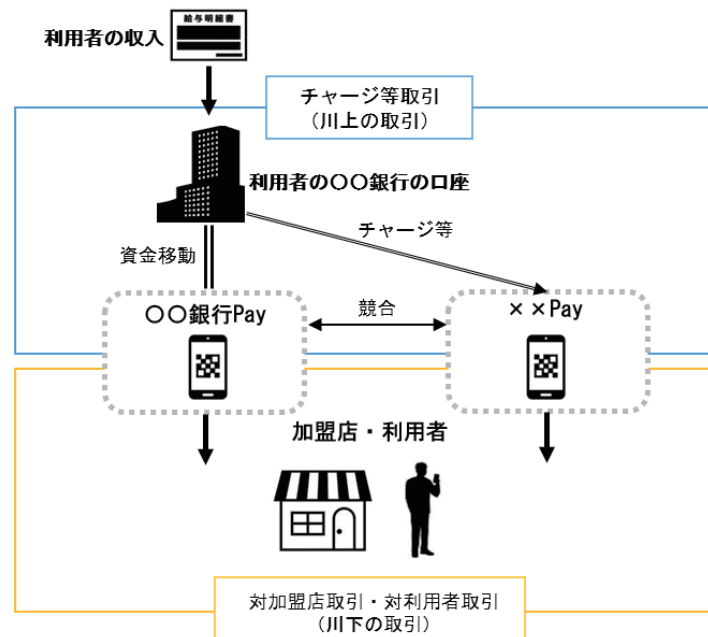 給与明細書
利用者の収入
チャージ等取引
(川上の取引)
利用者の〇〇銀行の口座
チャージ等
資金移動
〇〇銀行Pay
競合
××Pay
加盟店・利用者
対加盟店取引・対利用者取引
(川下の取引)